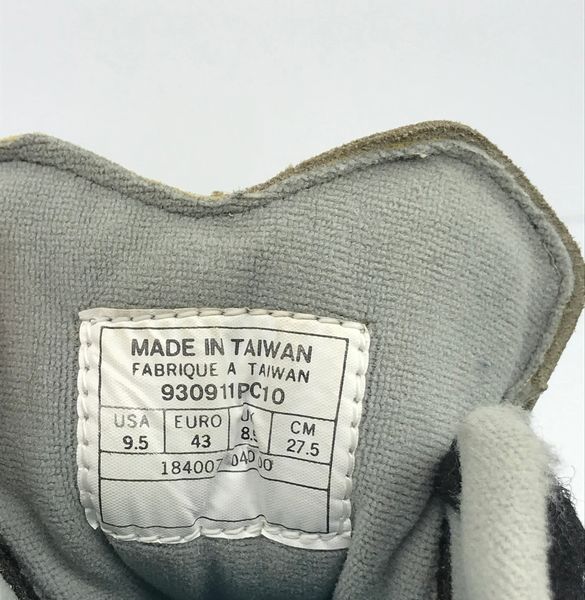 MADE IN TAIWAN
FABRIQUE A TAIWAN
930911PC10
USA EURO CM
9.5 43 27.5